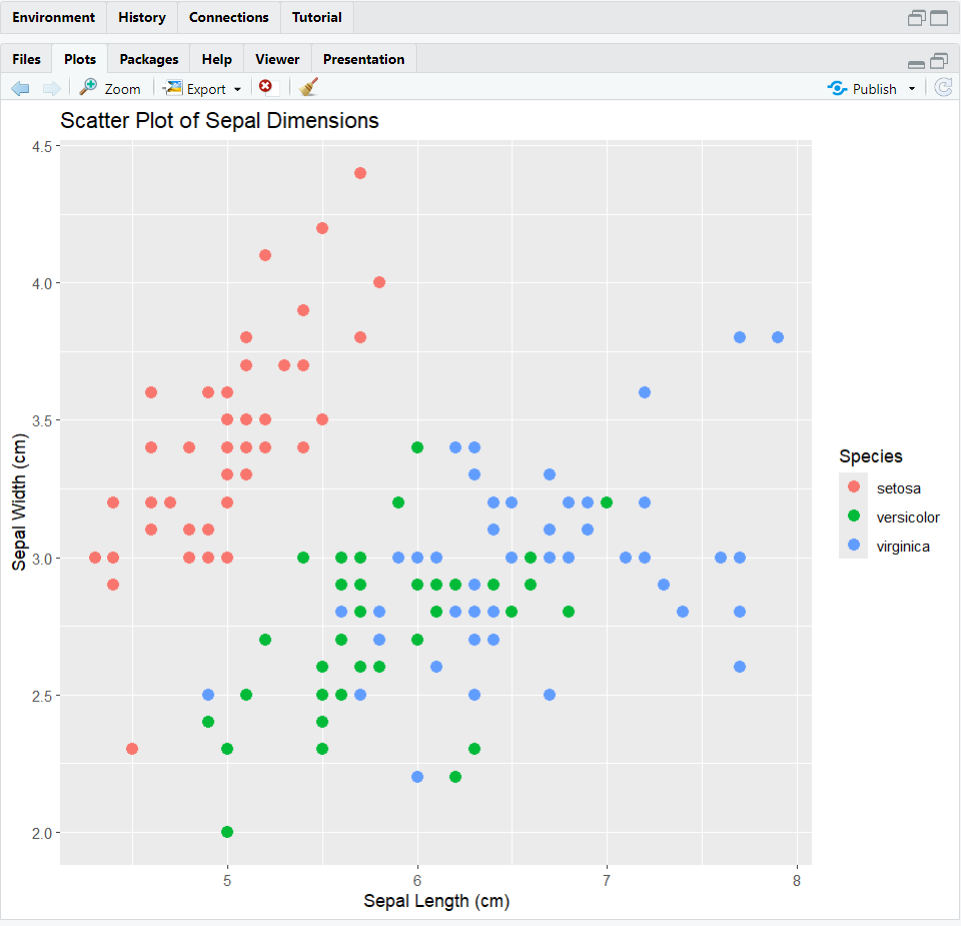 Environment History Connections Tutorial
Files Plots Packages Help Viewer Presentation
Zoom Export Publish
Scatter Plot of Sepal Dimensions
4.5
4.0
3.5
3.0
2.5
2.0
Sepal Width (cm)
5 6 7 8
Sepal Length (cm)
Species
setosa
versicolor
virginica